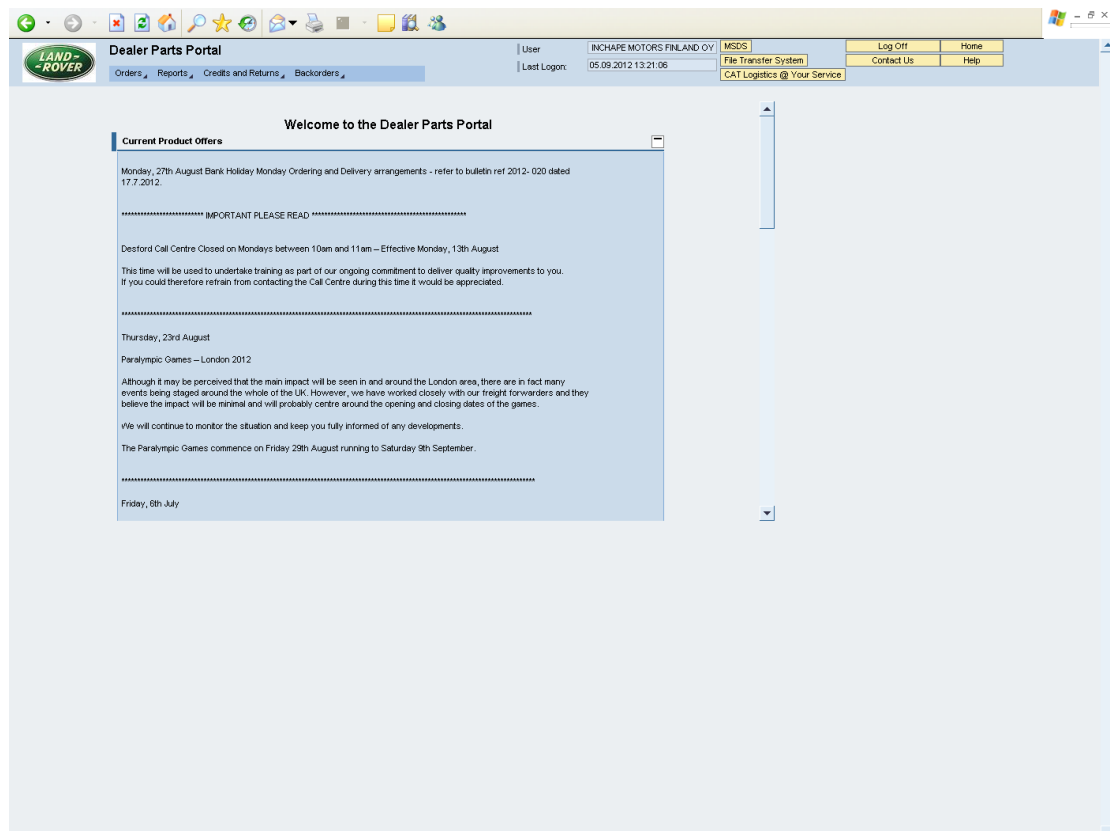 LAND-
-ROVER
Dealer Parts Portal
Orders Reports Credits and Returns Backorders
User INCHAPE MOTORS FINLAND OY
Last Logon: 05.09.2012 13:21:06
MSDS
File Transfer System
CAT Logistics @ Your Service
Log Off Home
Contact Us Help
Welcome to the Dealer Parts Portal
Current Product Offers
Monday, 27th August Bank Holiday Monday Ordering and Delivery arrangements - refer to bulletin ref 2012- 020 dated
17.7.2012.
************************** IMPORTANT PLEASE READ *************************************************
Desford Call Centre Closed on Mondays between 10am and 11am – Effective Monday, 13th August
This time will be used to undertake training as part of our ongoing commitment to deliver quality improvements to you.
If you could therefore refrain from contacting the Call Centre during this time it would be appreciated.
**********************************************************************************************************************************
Thursday, 23rd August
Paralympic Games – London 2012
Although it may be perceived that the main impact will be seen in and around the London area, there are in fact many
events being staged around the whole of the UK. However, we have worked closely with our freight forwarders and they
believe the impact will be minimal and will probably centre around the opening and closing dates of the games.
We will continue to monitor the situation and keep you fully informed of any developments.
The Paralympic Games commence on Friday 29th August running to Saturday 9th September.
***********************************************************************************************************************************
Friday, 6th July